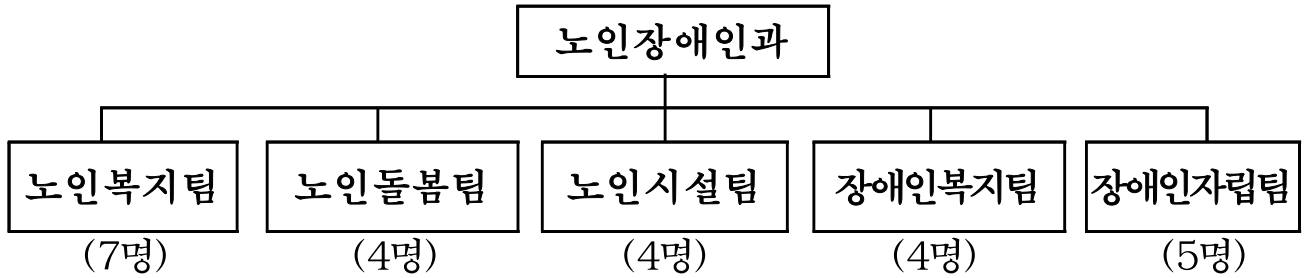 노인장애인과
노인복지팀 노인돌봄팀 노인시설팀 장애인복지팀 장애인자립팀
(7명) (4명) (4명) (4명) (5명)